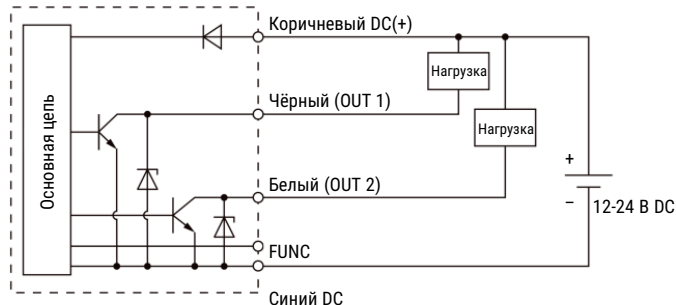 Коричневый DC(+)
Нагрузка
Чёрный (OUT 1)
Нагрузка
Основная цепь
Белый (OUT 2)
+
–
12-24 В DC
FUNC
Синий DC